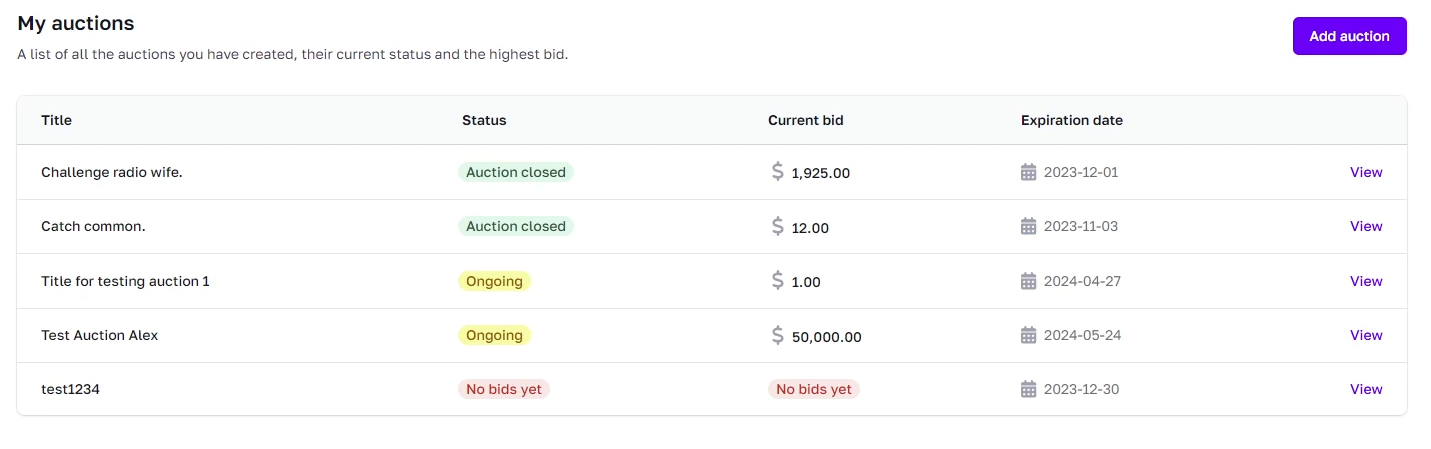 My auctions
Add auction
A list of all the auctions you have created, their current status and the highest bid.
Title Status Current bid Expiration date
Challenge radio wife. Auction closed $ 1,925.00 2023-12-01 View
Catch common. Auction closed $ 12.00 2023-11-03 View
Title for testing auction 1 Ongoing $ 1.00 2024-04-27 View
Test Auction Alex Ongoing $ 50,000.00 2024-05-24 View
test1234 No bids yet No bids yet 2023-12-30 View